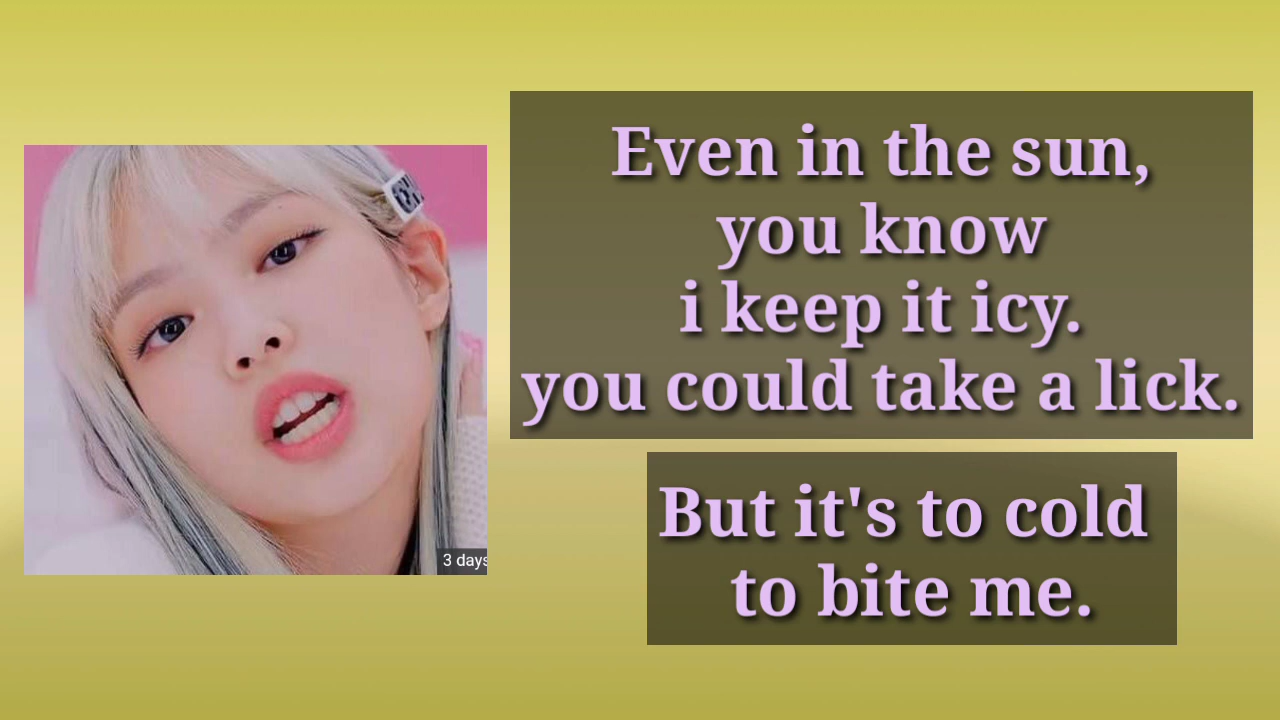 Even in the sun,
you know
i keep it icy.
you could take a lick.
But it's to cold
to bite me.
3 days